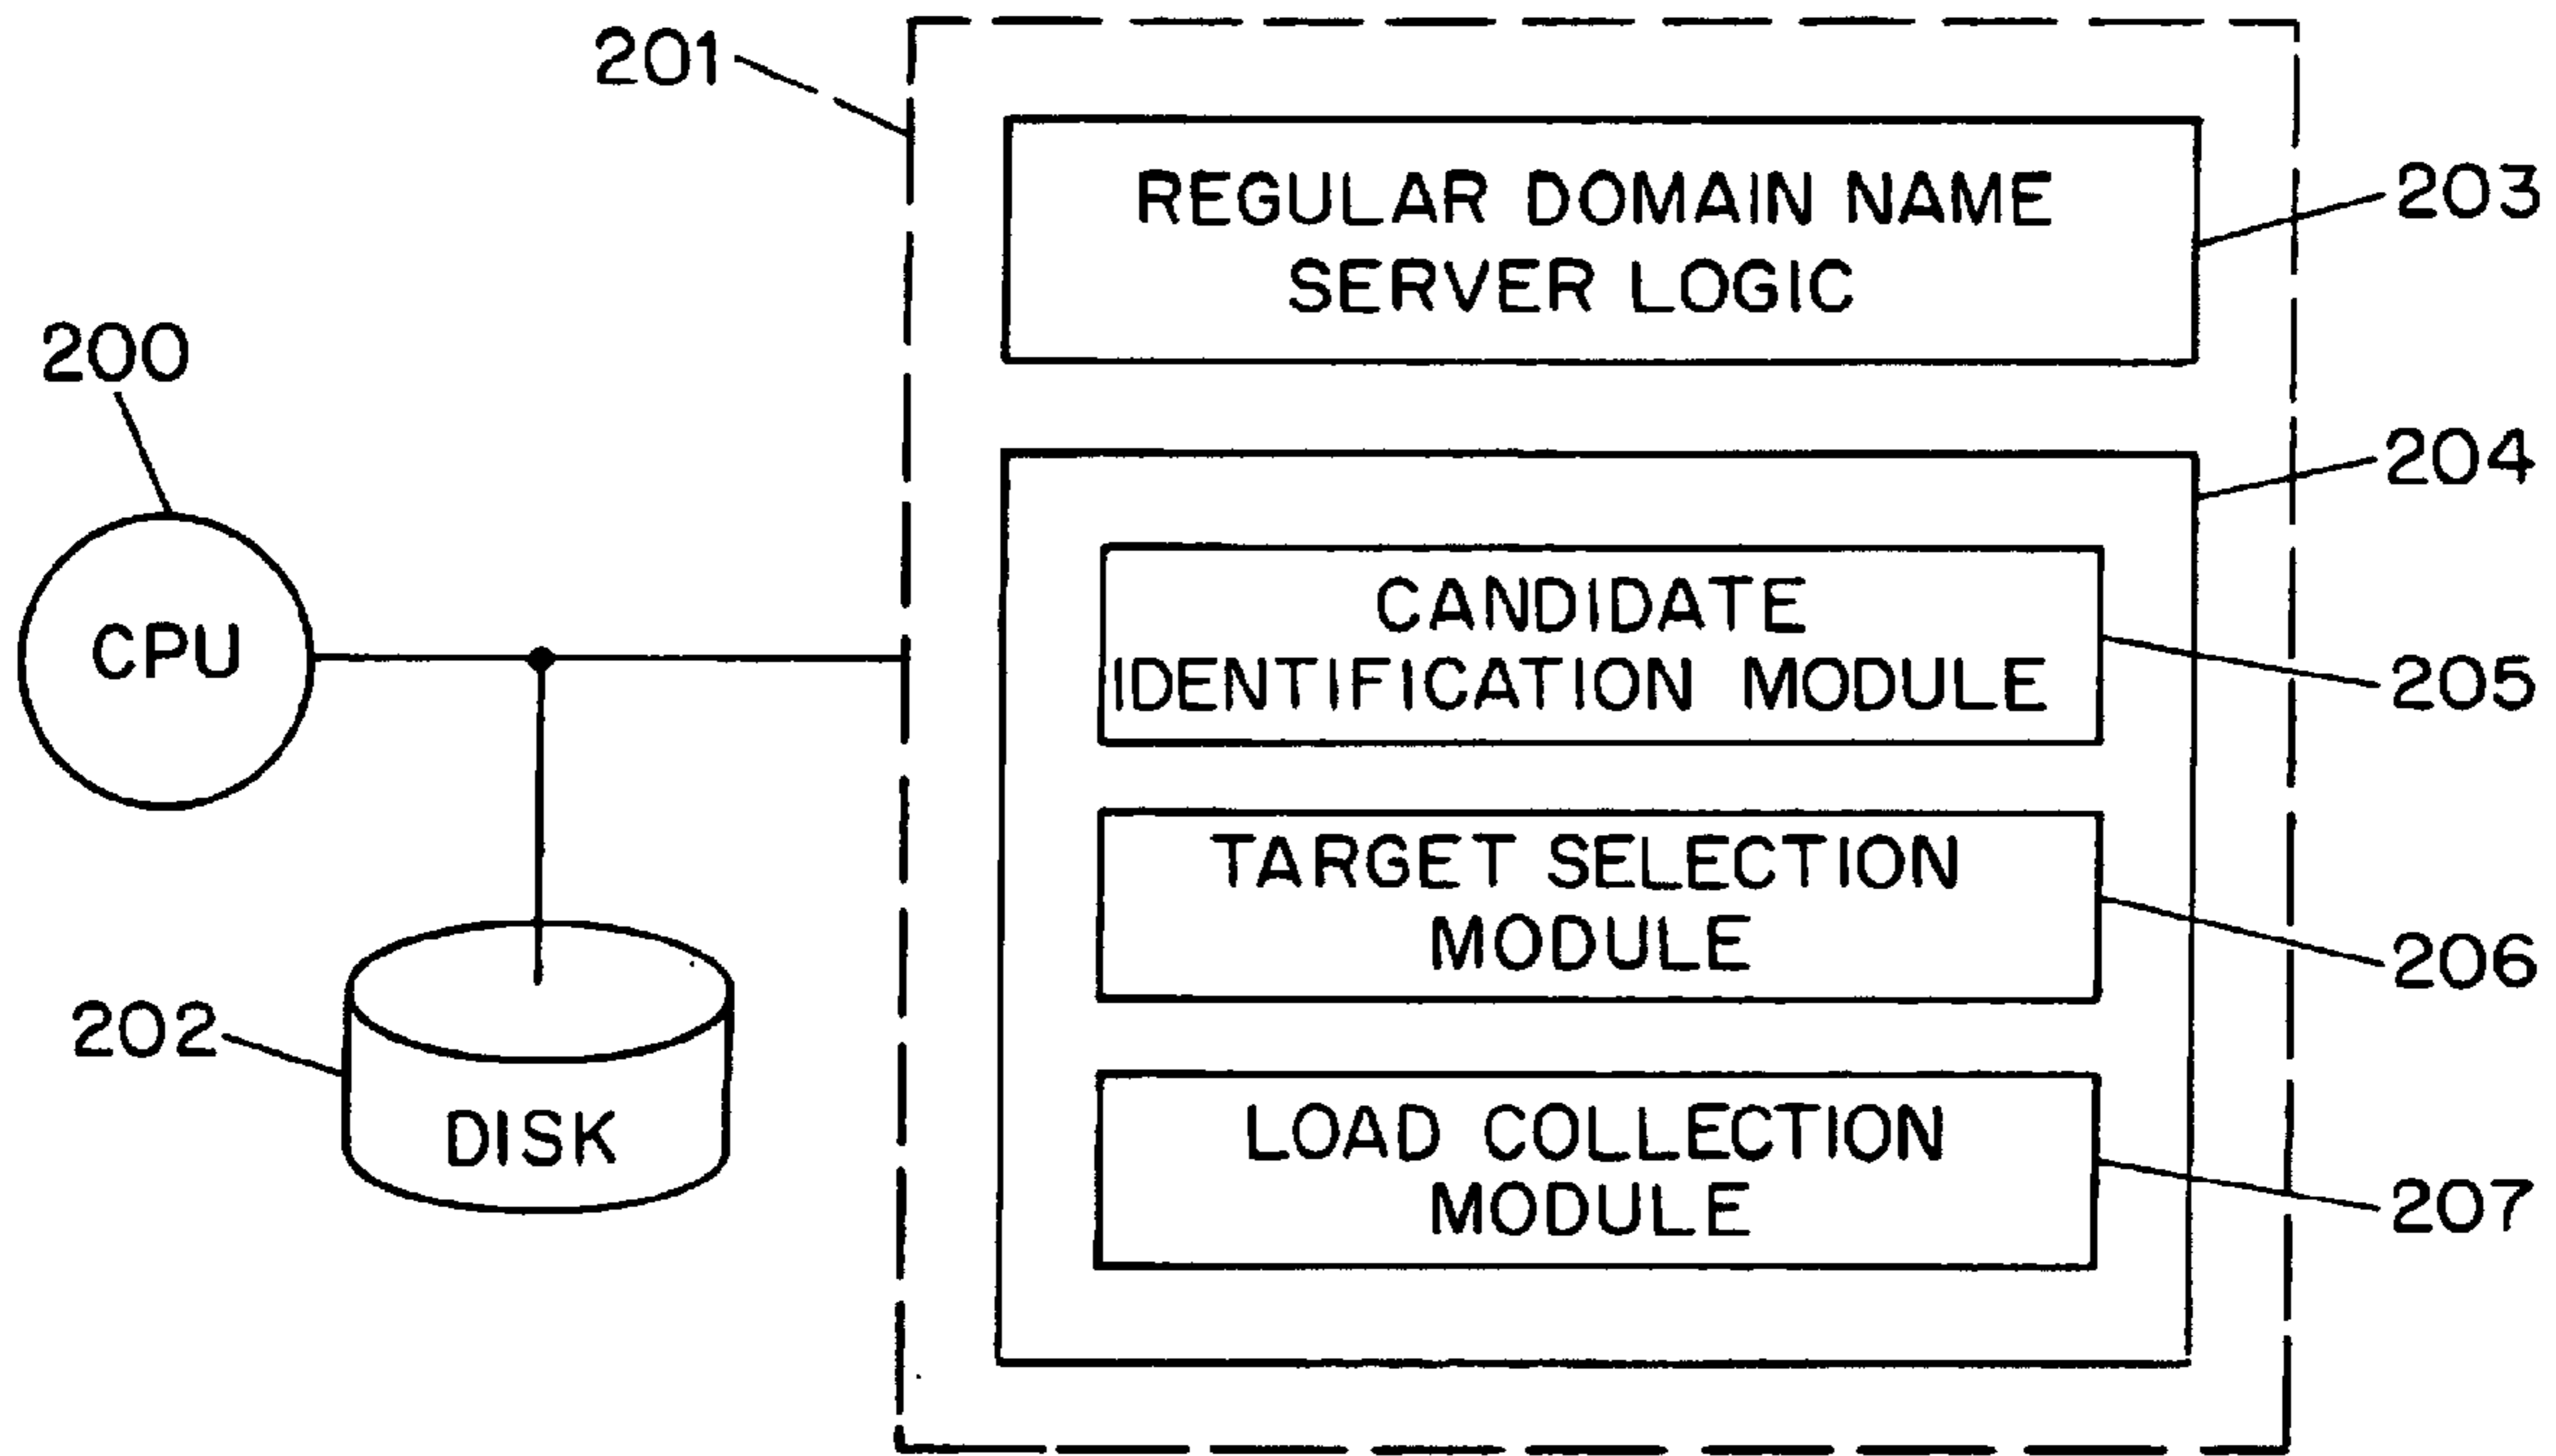 201
REGULAR DOMAIN NAME
SERVER LOGIC
203
200
204
CPU
CANDIDATE
IDENTIFICATION MODULE
205
TARGET SELECTION
MODULE
206
202
DISK
LOAD COLLECTION
MODULE
207